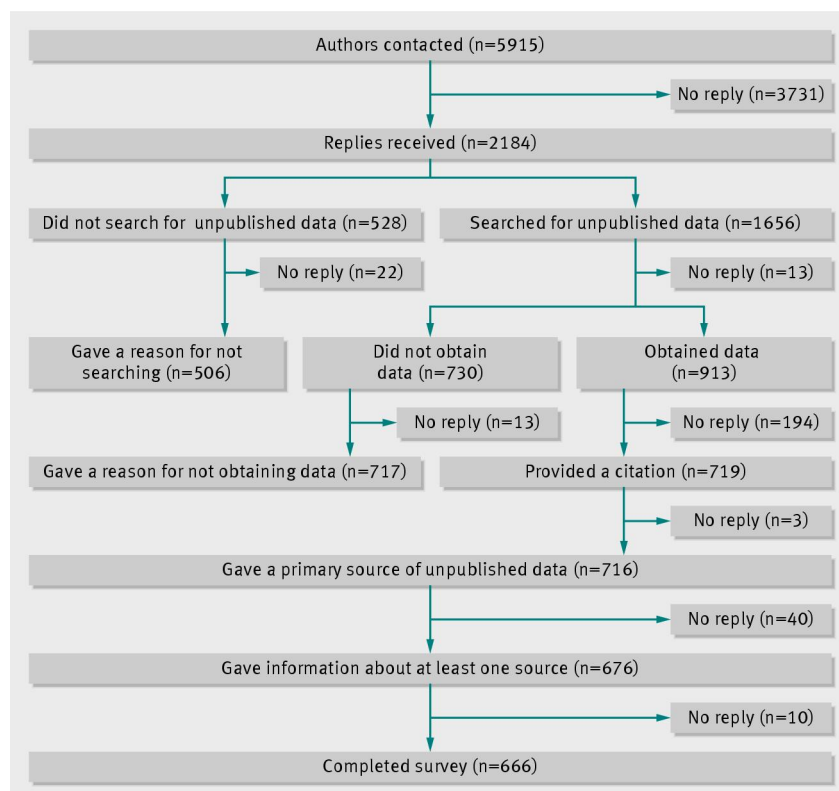 Authors contacted (n=5915)
No reply (n=3731)
Replies received (n=2184)
Did not search for unpublished data (n=528)
Searched for unpublished data (n=1656)
No reply (n=22)
No reply (n=13)
Gave a reason for not
searching (n=506)
Did not obtain
data (n=730)
Obtained data
(n=913)
No reply (n=13)
No reply (n=194)
Gave a reason for not obtaining data (n=717)
Provided a citation (n=719)
No reply (n=3)
Gave a primary source of unpublished data (n=716)
No reply (n=40)
Gave information about at least one source (n=676)
No reply (n=10)
Completed survey (n=666)